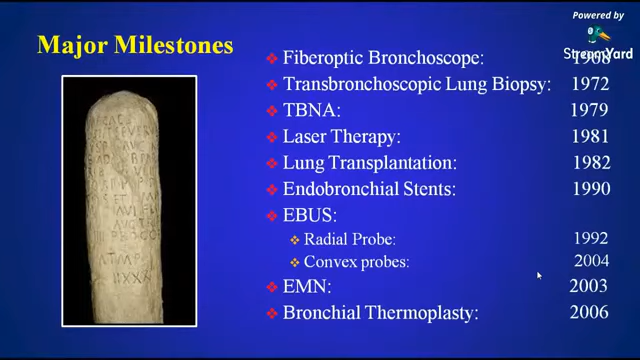 Powered by
StreamYard
Major Milestones
Fiberoptic Bronchoscope:
Transbronchoscopic Lung Biopsy: 1972
TBNA: 1979
Laser Therapy: 1981
Lung Transplantation: 1982
Endobronchial Stents: 1990
EBUS:
Radial Probe: 1992
Convex probes: 2004
EMN: 2003
Bronchial Thermoplasty: 2006